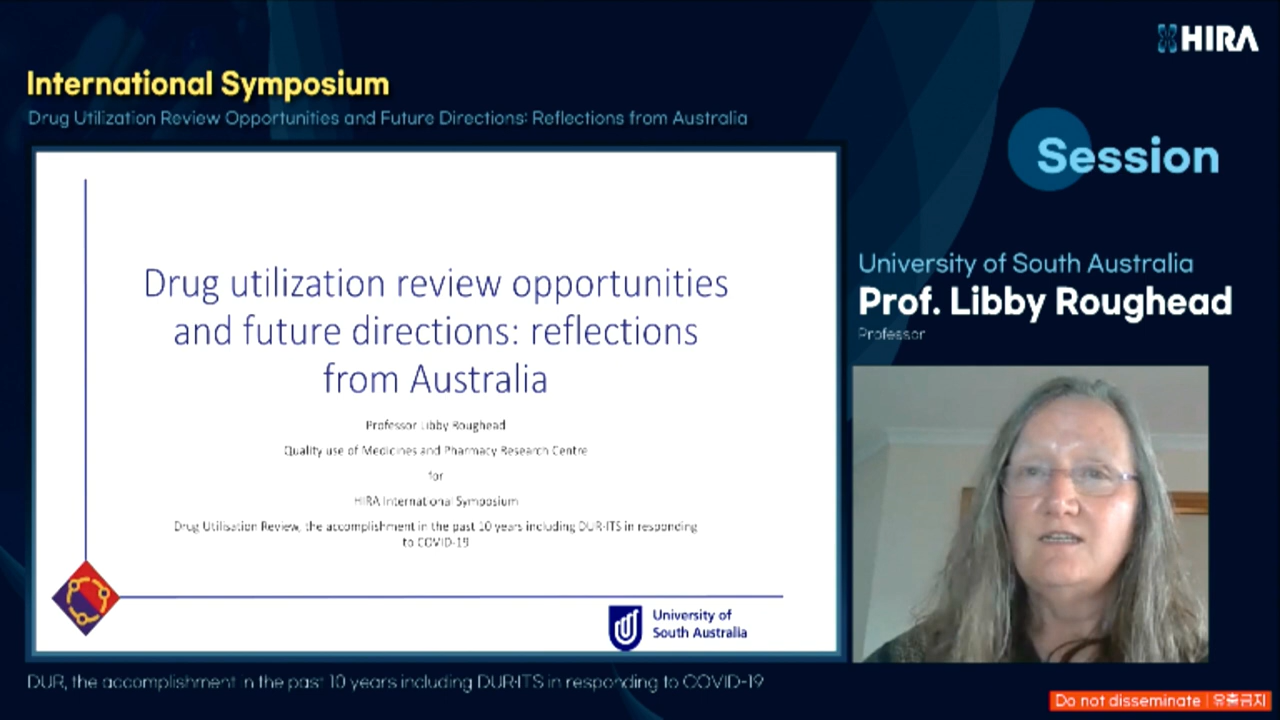 HIRA
International Symposium
Drug Utilization Review Opportunities and Future Directions: Reflections from Australia
Session
Drug utilization review opportunities
and future directions: reflections
from Australia
Professor Libby Roughead
Quality use of Medicines and Pharmacy Research Centre
for
HIRA International Symposium
Drug Utilisation Review, the accomplishment in the past 10 years including DUR-ITS in responding
to COVID-19
University of
South Australia
University of South Australia
Prof. Libby Roughead
Professor
DUR, the accomplishment in the past 10 years including DUR-ITS in responding to COVID-19
Do not disseminate | 유출금지